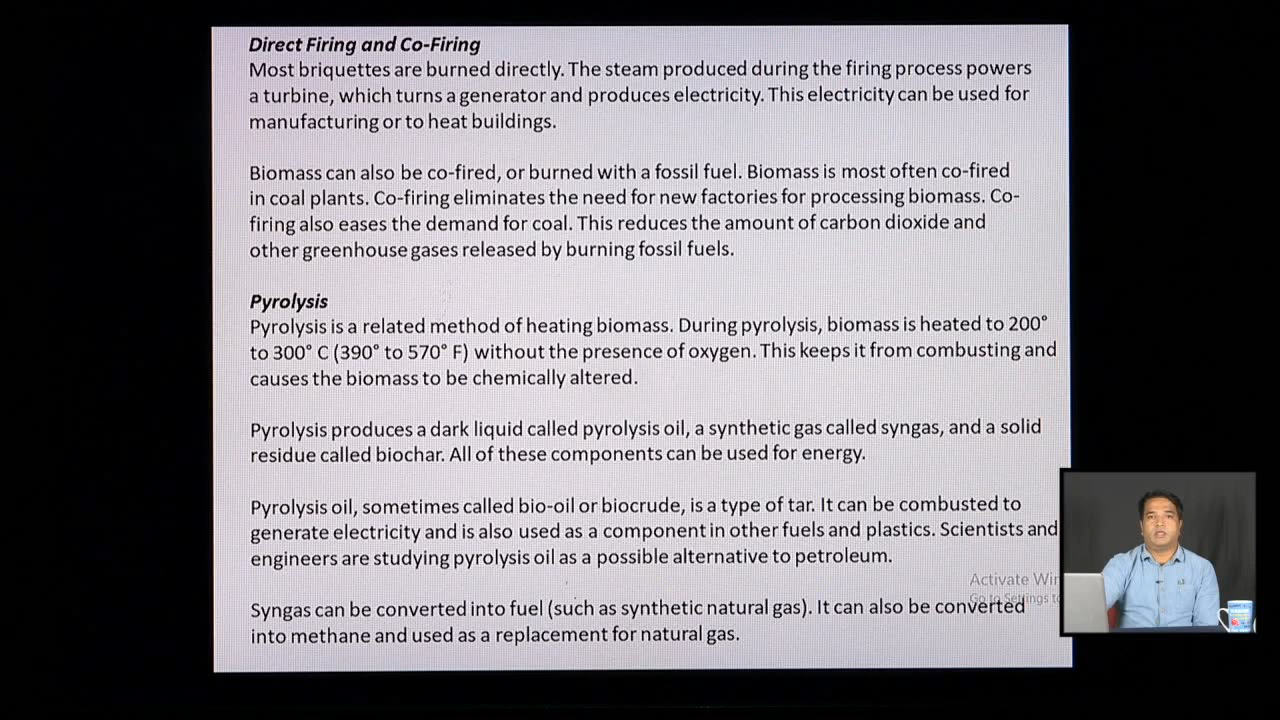 Direct Firing and Co-Firing
Most briquettes are burned directly. The steam produced during the firing process powers
a turbine, which turns a generator and produces electricity. This electricity can be used for
manufacturing or to heat buildings.
Biomass can also be co-fired, or burned with a fossil fuel. Biomass is most often co-fired
in coal plants. Co-firing eliminates the need for new factories for processing biomass. Co-
firing also eases the demand for coal. This reduces the amount of carbon dioxide and
other greenhouse gases released by burning fossil fuels.
Pyrolysis
Pyrolysis is a related method of heating biomass. During pyrolysis, biomass is heated to 200°
to 300° C (390° to 570° F) without the presence of oxygen. This keeps it from combusting and
causes the biomass to be chemically altered.
Pyrolysis produces a dark liquid called pyrolysis oil, a synthetic gas called syngas, and a solid
residue called biochar. All of these components can be used for energy.
Pyrolysis oil, sometimes called bio-oil or biocrude, is a type of tar. It can be combusted to
generate electricity and is also used as a component in other fuels and plastics. Scientists and
engineers are studying pyrolysis oil as a possible alternative to petroleum.
Activate Win
Go to Settings to
Syngas can be converted into fuel (such as synthetic natural gas). It can also be converted
into methane and used as a replacement for natural gas.